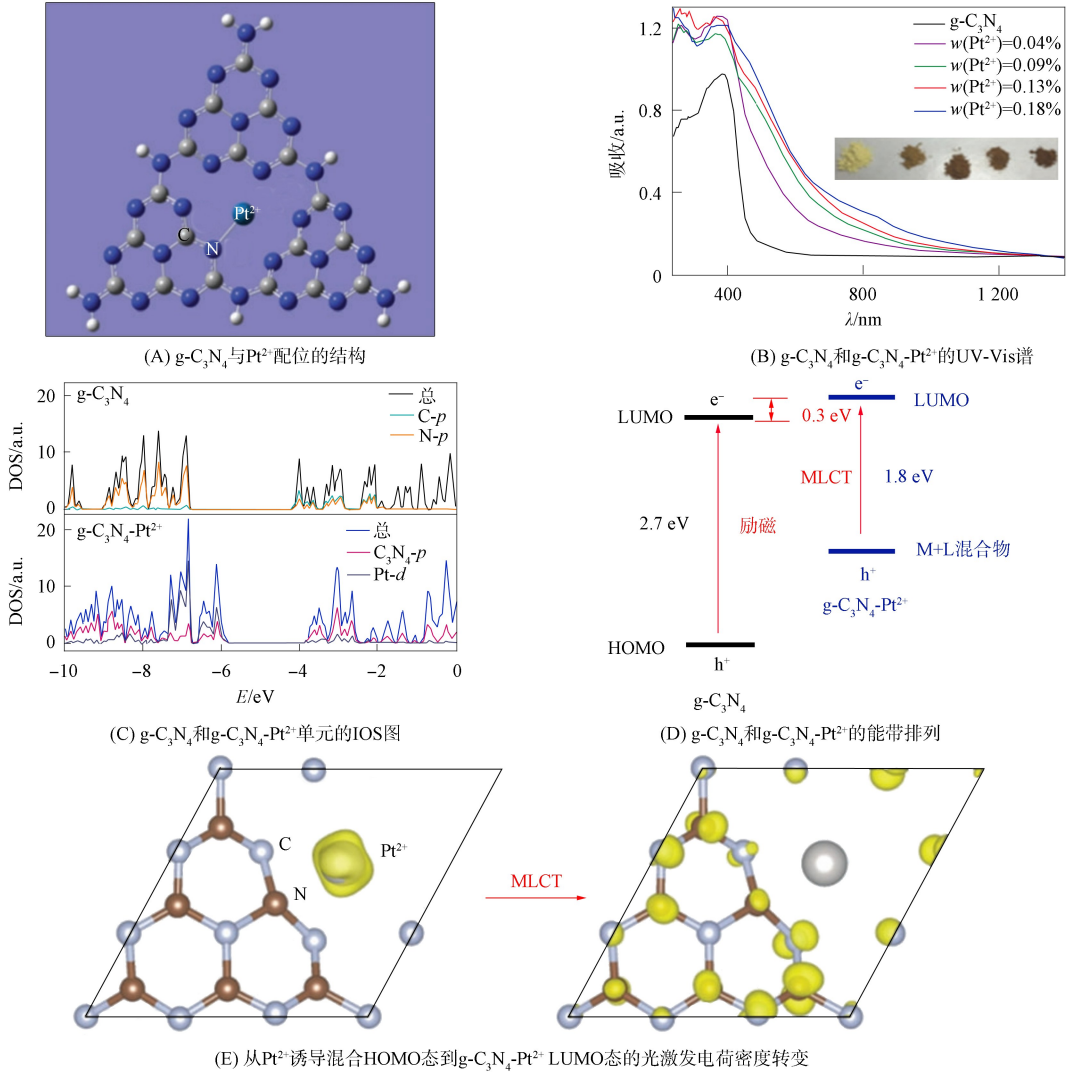 Pt²⁺
C
N
(A) g-C₃N₄与Pt²⁺配位的结构
1.2
0.8
0.4
0
吸收/a.u.
g-C₃N₄
w(Pt²⁺)=0.04%
w(Pt²⁺)=0.09%
w(Pt²⁺)=0.13%
w(Pt²⁺)=0.18%
400
800
1 200
λ/nm
(B) g-C₃N₄和g-C₃N₄-Pt²⁺的UV-Vis谱
20
10
0
DOS/a.u.
g-C₃N₄
总
C-p
N-p
20
10
0
DOS/a.u.
g-C₃N₄-Pt²⁺
总
C₃N₄-p
Pt-d
−10
−8
−6
−4
−2
0
E/eV
(C) g-C₃N₄和g-C₃N₄-Pt²⁺单元的IOS图
e⁻
LUMO
0.3 eV
e⁻
LUMO
MLCT
1.8 eV
2.7 eV
励磁
M+L混合物
h⁺
g-C₃N₄-Pt²⁺
HOMO
h⁺
g-C₃N₄
(D) g-C₃N₄和g-C₃N₄-Pt²⁺的能带排列
C
Pt²⁺
N
MLCT
(E) 从Pt²⁺诱导混合HOMO态到g-C₃N₄-Pt²⁺ LUMO态的光激发电荷密度转变